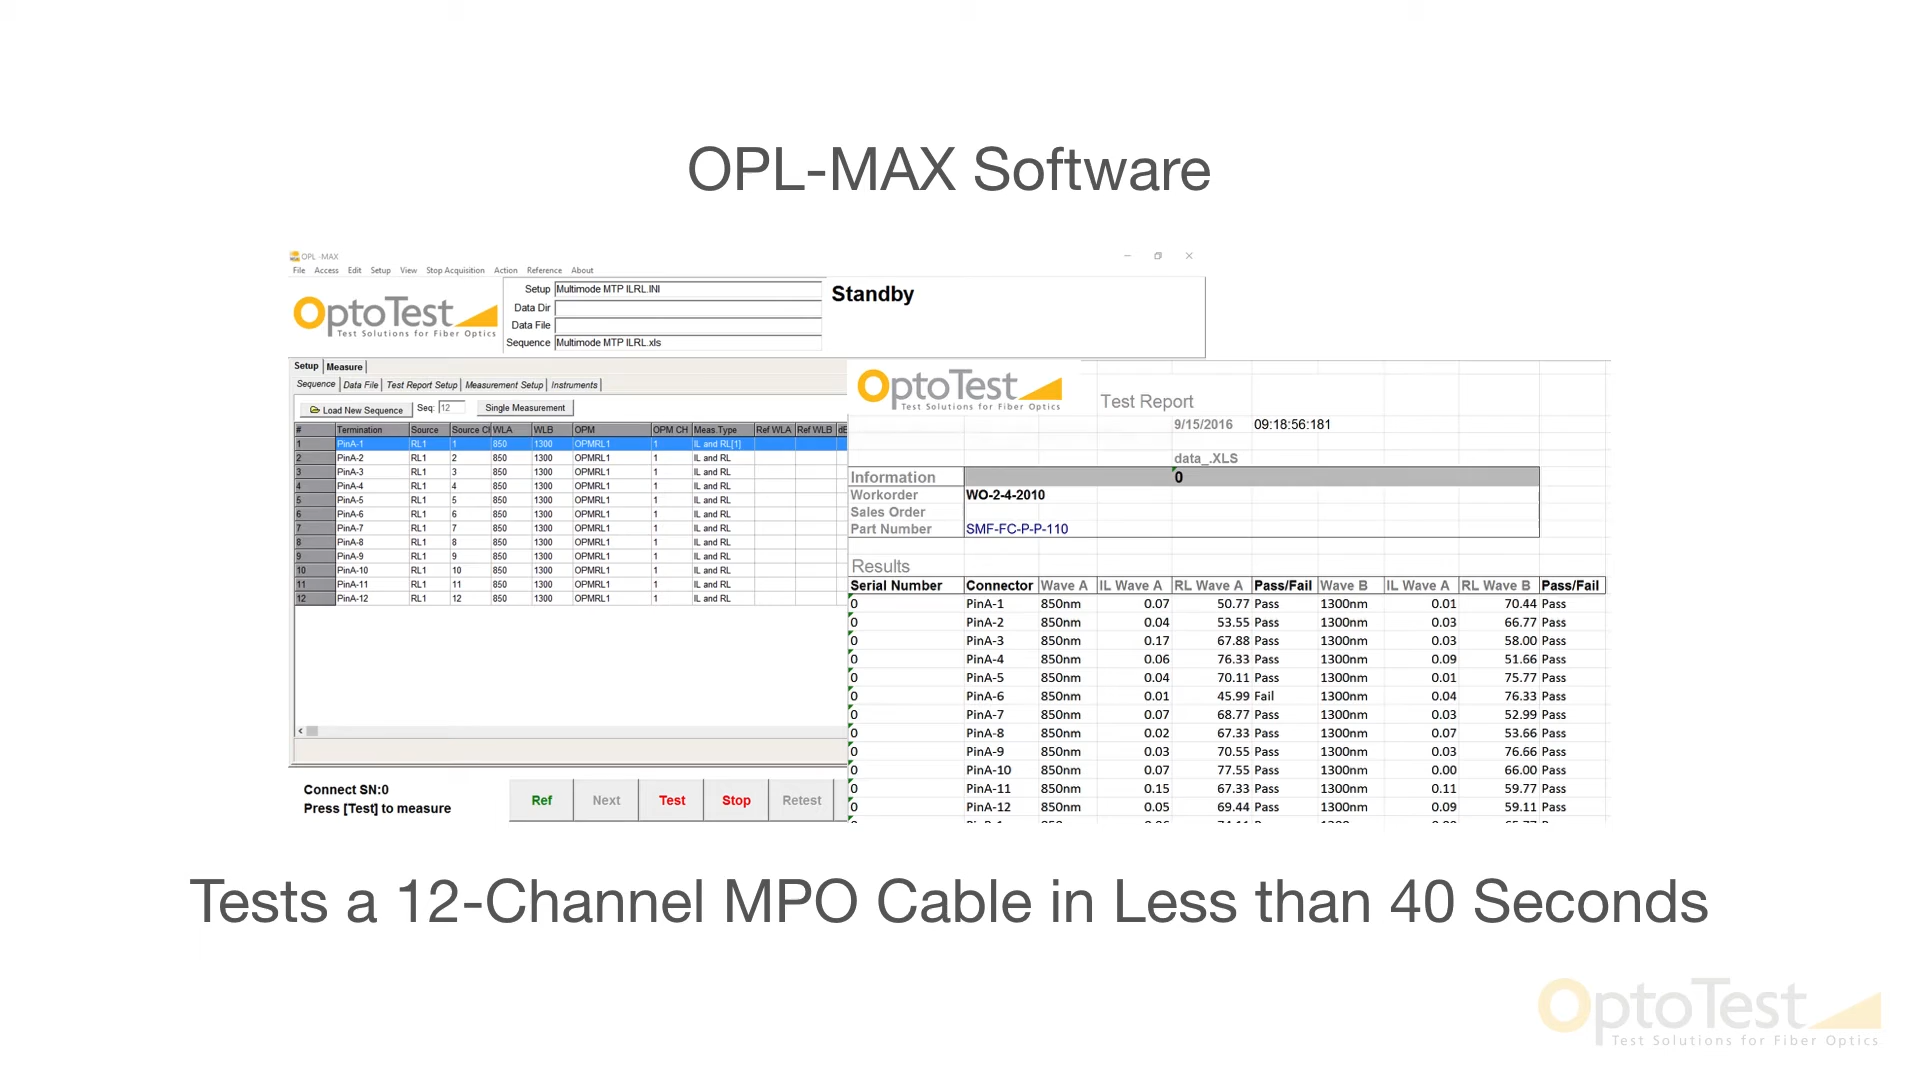 OPL-MAX Software
OPL -MAX
File Access Edit Setup View Stop Acquisition Action Reference About
OptoTest
Test Solutions for Fiber Optics
Setup Multimode MTP ILRL.INI
Data Dir
Data File
Sequence Multimode MTP ILRL.xls
Standby
Setup Measure
Sequence Data File Test Report Setup Measurement Setup Instruments
Load New Sequence Seq: 12 Single Measurement
# Termination Source Source Cl WLA WLB OPM OPM CH Meas.Type Ref WLA Ref WLB dE
1 PinA-1 RL1 1 850 1300 OPMRL1 1 IL and RL[1]
2 PinA-2 RL1 2 850 1300 OPMRL1 1 IL and RL
3 PinA-3 RL1 3 850 1300 OPMRL1 1 IL and RL
4 PinA-4 RL1 4 850 1300 OPMRL1 1 IL and RL
5 PinA-5 RL1 5 850 1300 OPMRL1 1 IL and RL
6 PinA-6 RL1 6 850 1300 OPMRL1 1 IL and RL
7 PinA-7 RL1 7 850 1300 OPMRL1 1 IL and RL
8 PinA-8 RL1 8 850 1300 OPMRL1 1 IL and RL
9 PinA-9 RL1 9 850 1300 OPMRL1 1 IL and RL
10 PinA-10 RL1 10 850 1300 OPMRL1 1 IL and RL
11 PinA-11 RL1 11 850 1300 OPMRL1 1 IL and RL
12 PinA-12 RL1 12 850 1300 OPMRL1 1 IL and RL
Connect SN:0
Press [Test] to measure
Ref Next Test Stop Retest
OptoTest
Test Solutions for Fiber Optics
Test Report
9/15/2016 09:18:56:181
data_.XLS
Information 0
Workorder WO-2-4-2010
Sales Order
Part Number SMF-FC-P-P-110
Results
Serial Number Connector Wave A IL Wave A RL Wave A Pass/Fail Wave B IL Wave A RL Wave B Pass/Fail
0 PinA-1 850nm 0.07 50.77 Pass 1300nm 0.01 70.44 Pass
0 PinA-2 850nm 0.04 53.55 Pass 1300nm 0.03 66.77 Pass
0 PinA-3 850nm 0.17 67.88 Pass 1300nm 0.03 58.00 Pass
0 PinA-4 850nm 0.06 76.33 Pass 1300nm 0.09 51.66 Pass
0 PinA-5 850nm 0.04 70.11 Pass 1300nm 0.01 75.77 Pass
0 PinA-6 850nm 0.01 45.99 Fail 1300nm 0.04 76.33 Pass
0 PinA-7 850nm 0.07 68.77 Pass 1300nm 0.03 52.99 Pass
0 PinA-8 850nm 0.02 67.33 Pass 1300nm 0.07 53.66 Pass
0 PinA-9 850nm 0.03 70.55 Pass 1300nm 0.03 76.66 Pass
0 PinA-10 850nm 0.07 77.55 Pass 1300nm 0.00 66.00 Pass
0 PinA-11 850nm 0.15 67.33 Pass 1300nm 0.11 59.77 Pass
0 PinA-12 850nm 0.05 69.44 Pass 1300nm 0.09 59.11 Pass
Tests a 12-Channel MPO Cable in Less than 40 Seconds
OptoTest
Test Solutions for Fiber Optics